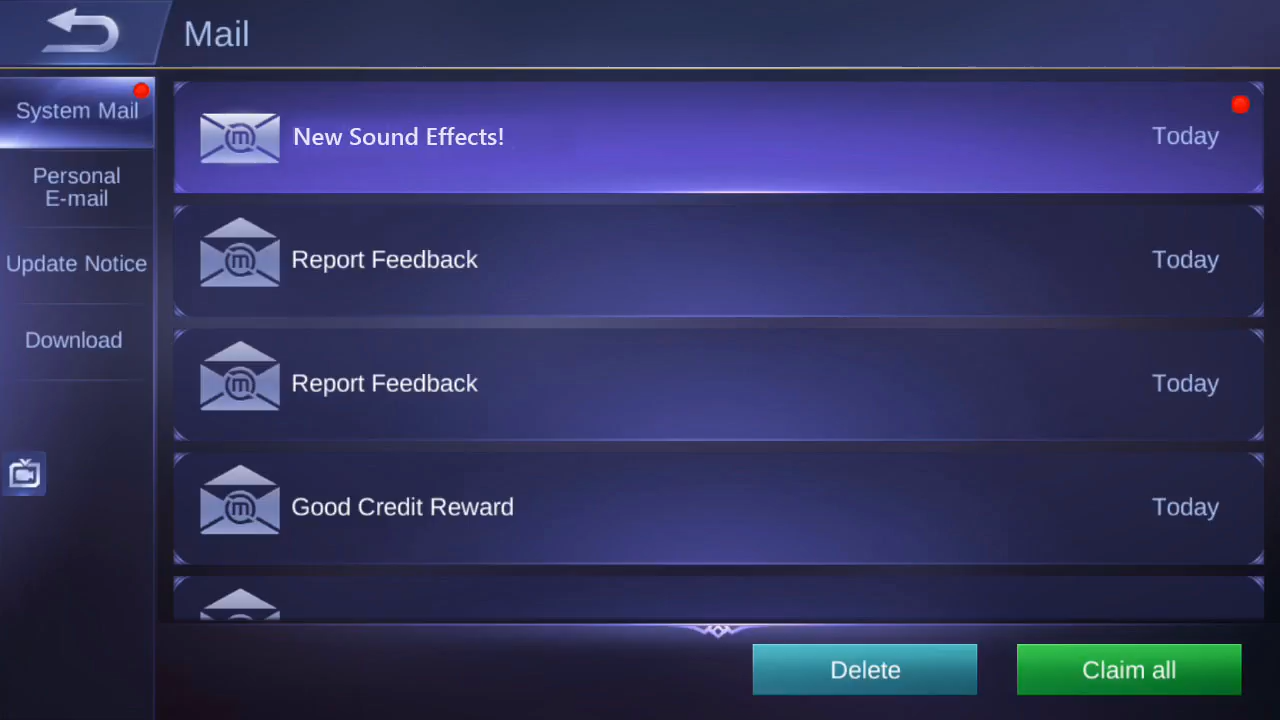 Mail
System Mail
Personal
E-mail
Update Notice
Download
New Sound Effects!
Today
Report Feedback
Today
Report Feedback
Today
Good Credit Reward
Today
Delete
Claim all